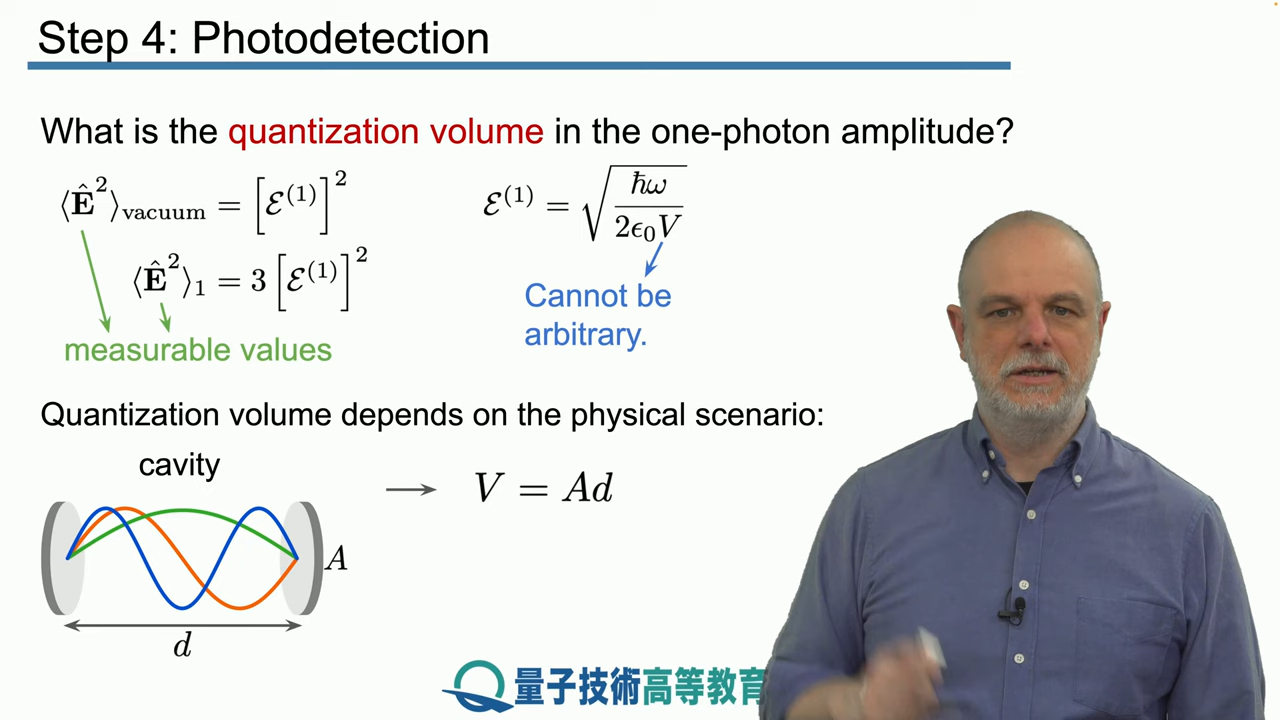 Step 4: Photodetection
What is the quantization volume in the one-photon amplitude?
⟨Ê²⟩vacuum = [ℰ⁽¹⁾]²
ℰ⁽¹⁾ = √(ħω / 2ϵ₀V)
⟨Ê²⟩₁ = 3 [ℰ⁽¹⁾]²
Cannot be
arbitrary.
measurable values
Quantization volume depends on the physical scenario:
cavity
V = Ad
A
d
量子技術高等教育